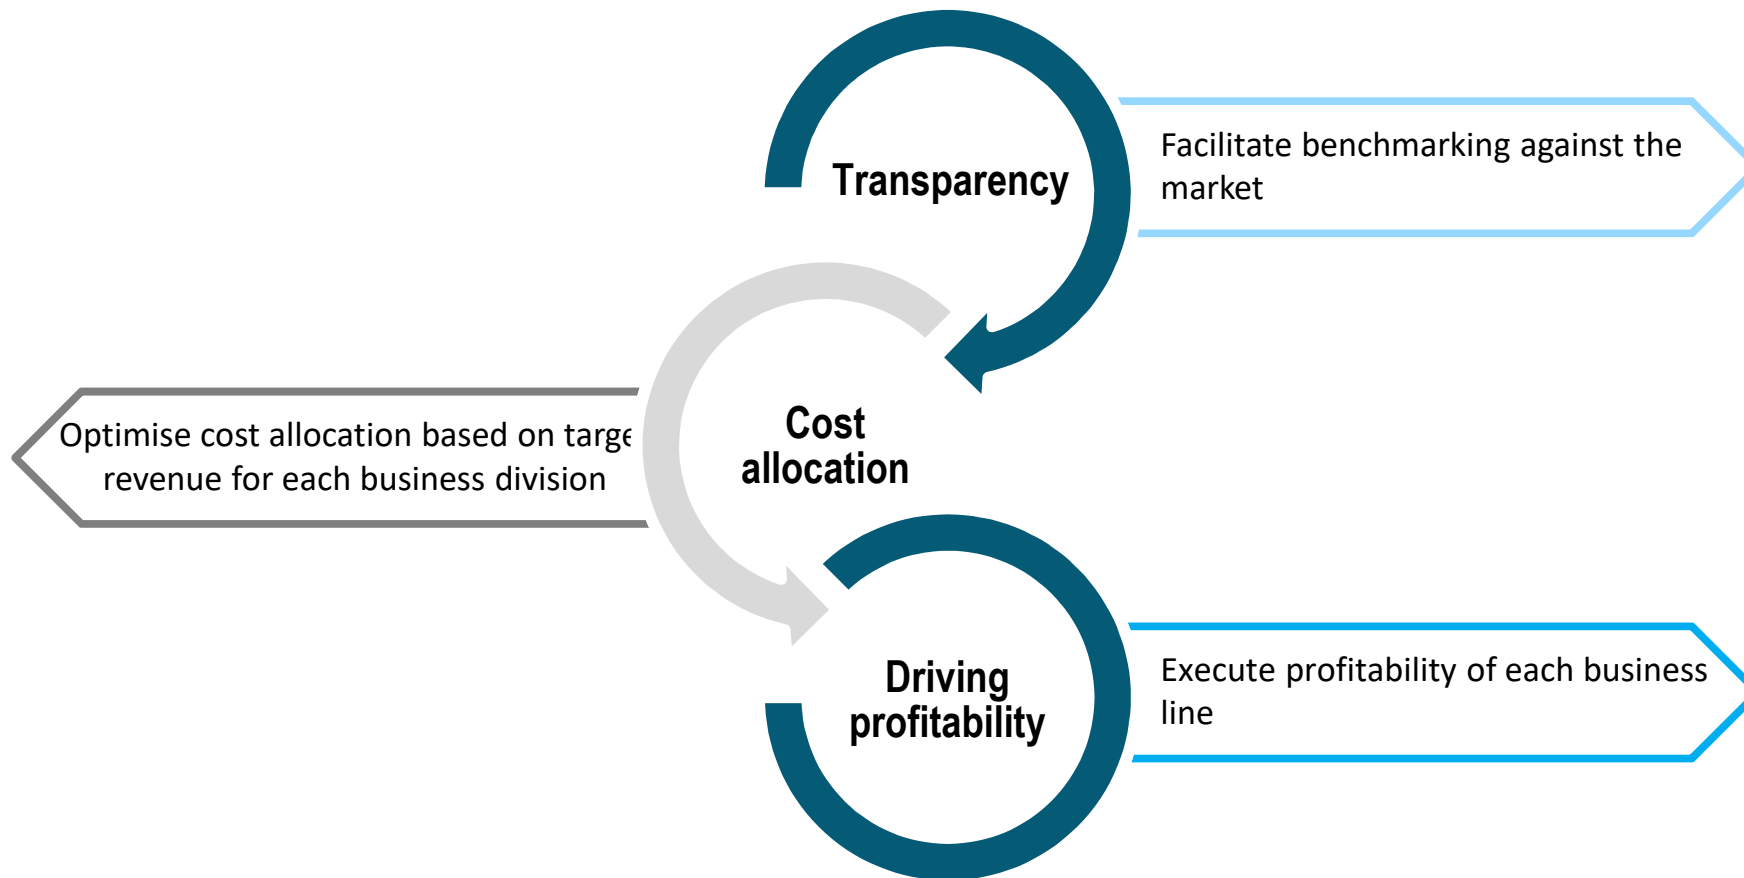 Transparency
Facilitate benchmarking against the
market
Optimise cost allocation based on targe
revenue for each business division
Cost
allocation
Driving
profitability
Execute profitability of each business
line